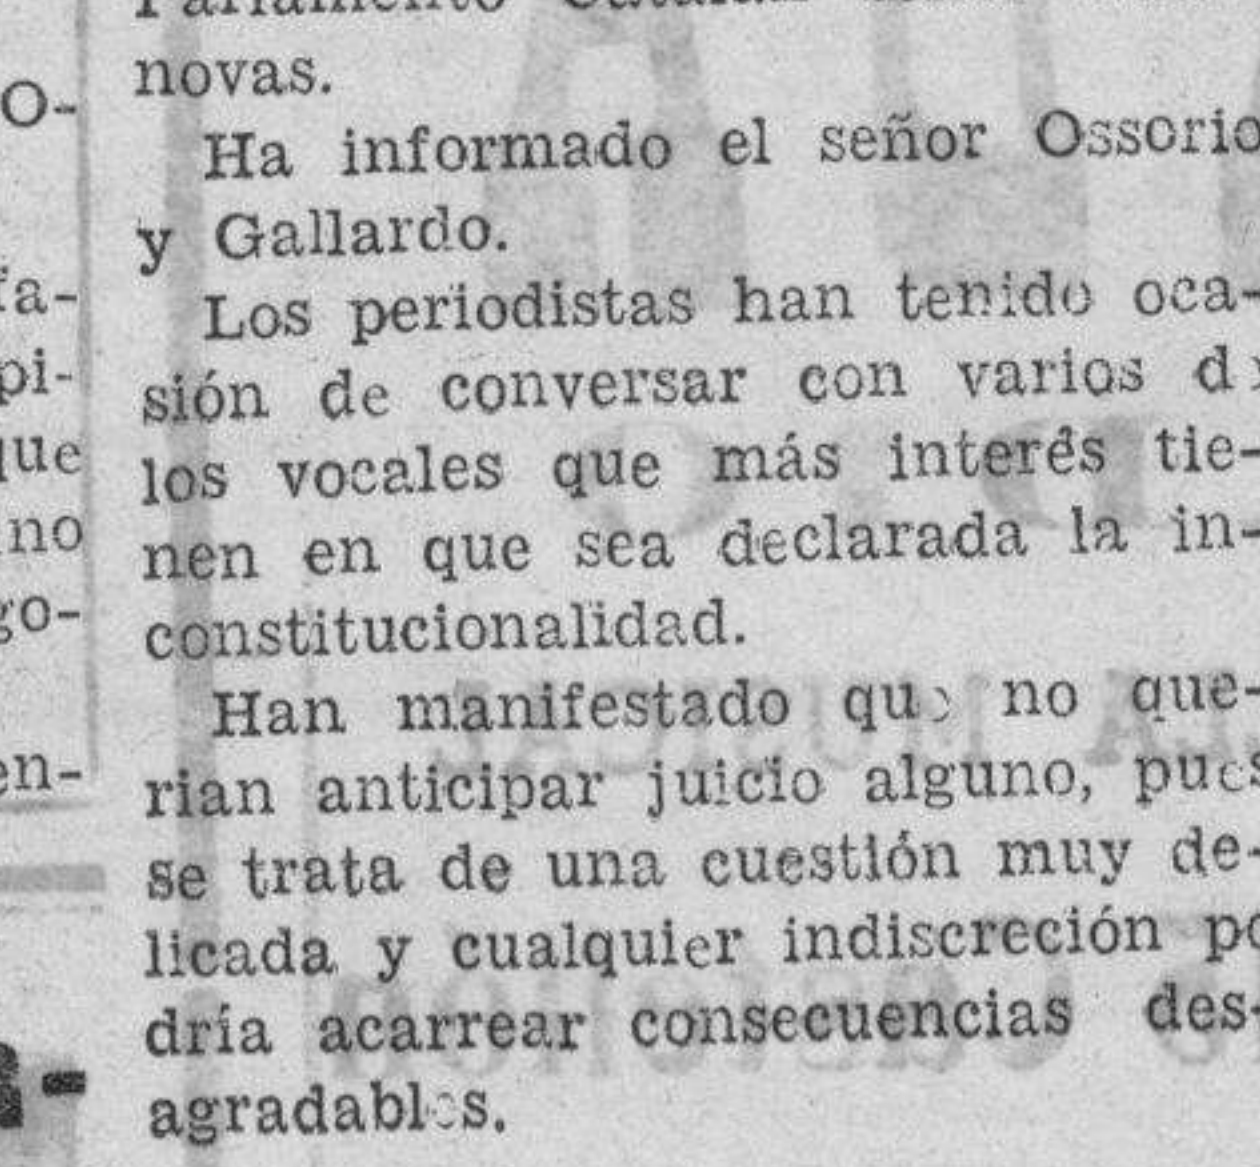 novas.
Ha informado el señor Ossorio
y Gallardo.
Los periodistas han tenido oca-
sión de conversar con varios
los vocales que más interés tie-
nen en que sea declarada la in-
constitucionalidad.
Han manifestado que no que-
rian anticipar juicio alguno, pues
se trata de una cuestión muy de-
licada y cualquier indiscreción po
dría acarrear consecuencias des-
agradables.